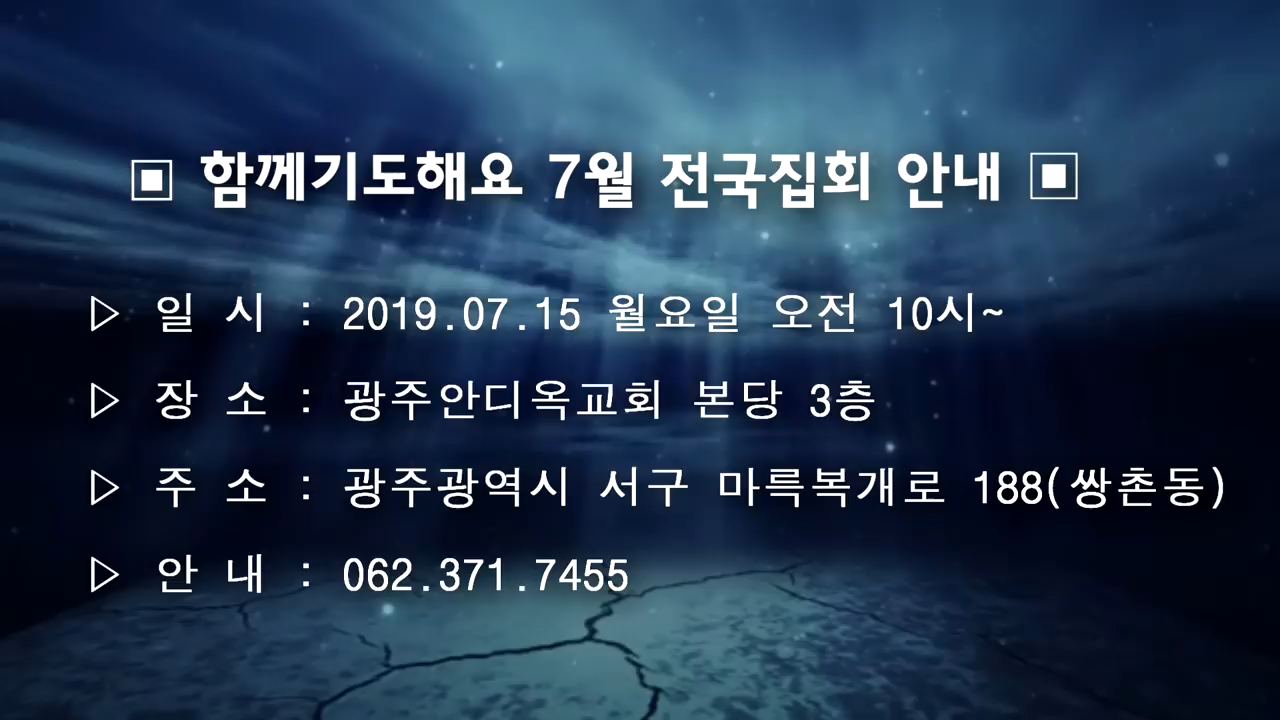 ▣ 함께기도해요 7월 전국집회 안내 ▣
▷ 일 시 : 2019.07.15 월요일 오전 10시~
▷ 장 소 : 광주안디옥교회 본당 3층
▷ 주 소 : 광주광역시 서구 마륵복개로 188(쌍촌동)
▷ 안 내 : 062.371.7455